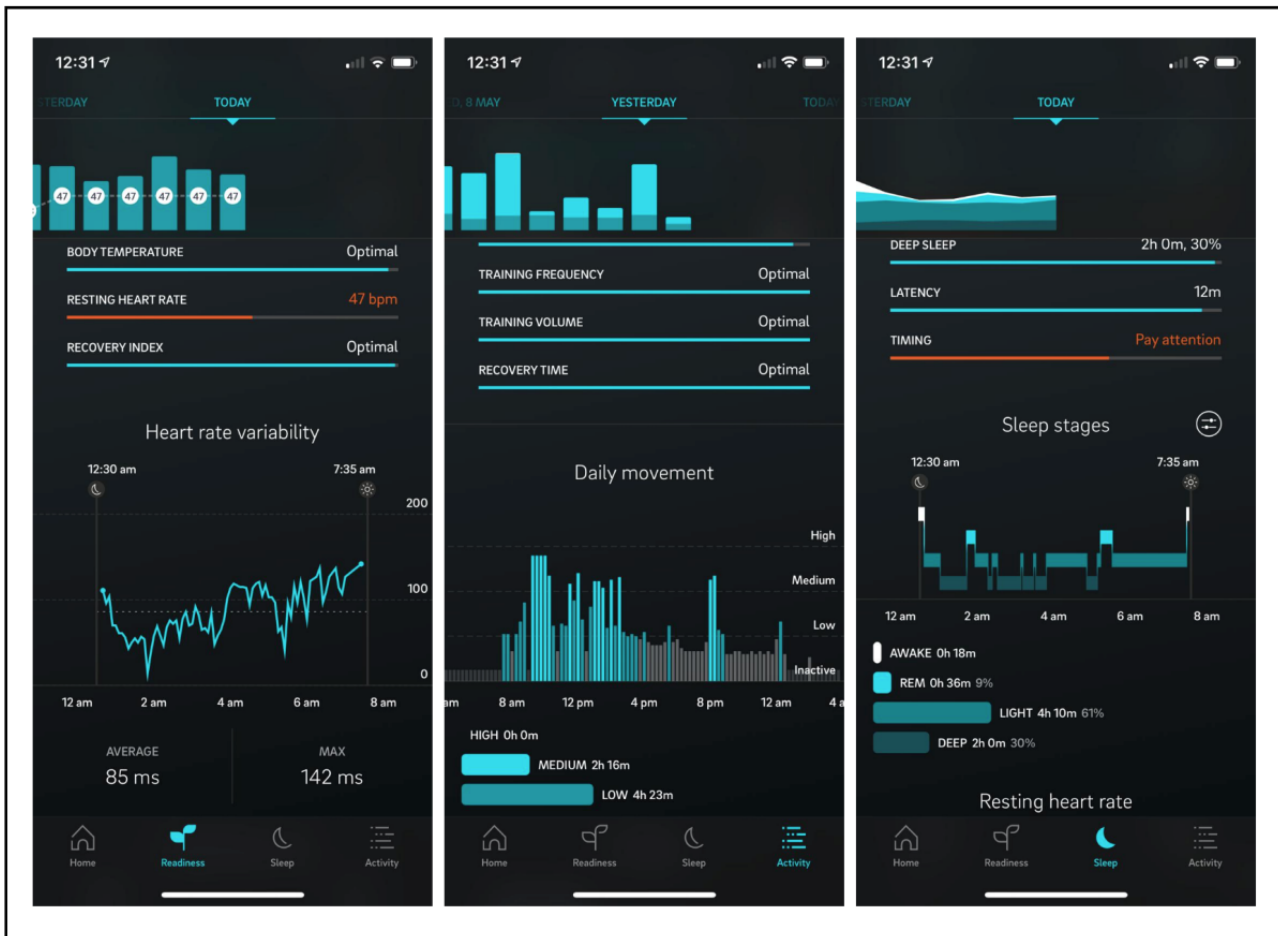 12:31
TERDAY TODAY
47 47 47 47 47 47
BODY TEMPERATURE Optimal
RESTING HEART RATE 47 bpm
RECOVERY INDEX Optimal
Heart rate variability
12:30 am 7:35 am
200
100
0
12 am 2 am 4 am 6 am 8 am
AVERAGE MAX
85 ms 142 ms
Home Readiness Sleep Activity
12:31
D, 8 MAY YESTERDAY TODA
TRAINING FREQUENCY Optimal
TRAINING VOLUME Optimal
RECOVERY TIME Optimal
Daily movement
High
Medium
Low
Inactive
am 8 am 12 pm 4 pm 8 pm 12 am 4 a
HIGH 0h 0m
MEDIUM 2h 16m
LOW 4h 23m
Home Readiness Sleep Activity
12:31
TERDAY TODAY
DEEP SLEEP 2h 0m, 30%
LATENCY 12m
TIMING Pay attention
Sleep stages
12:30 am 7:35 am
12 am 2 am 4 am 6 am 8 am
AWAKE 0h 18m
REM 0h 36m 9%
LIGHT 4h 10m 61%
DEEP 2h 0m 30%
Resting heart rate
Home Readiness Sleep Activity